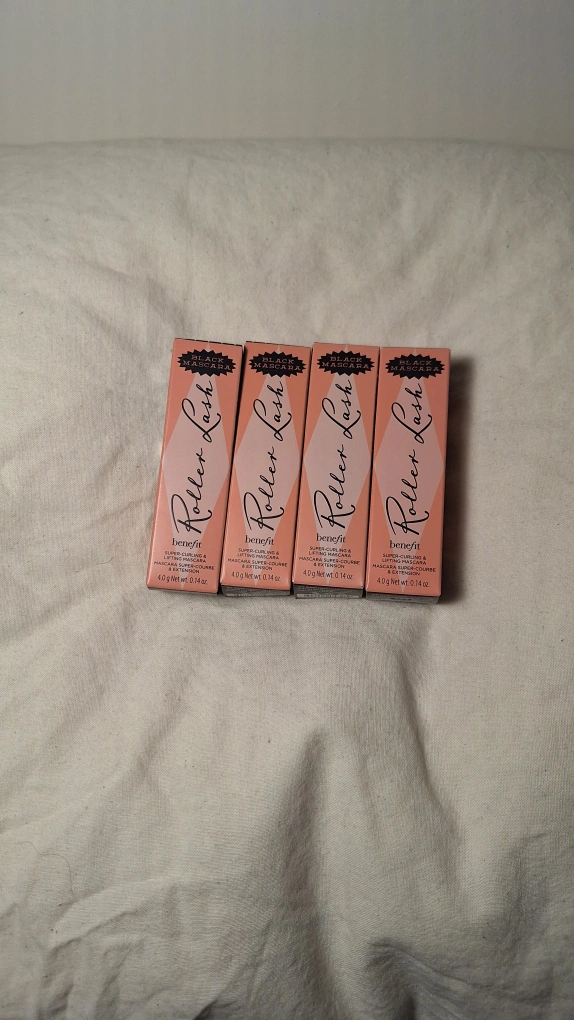 BLACK
MASCARA
Roller Lash
benefit
SUPER-CURLING &
LIFTING MASCARA
MASCARA SUPER-COURBE
& EXTENSION
4.0 g Net wt. 0.14 oz.
BLACK
MASCARA
Roller Lash
benefit
SUPER-CURLING &
LIFTING MASCARA
MASCARA SUPER-COURBE
& EXTENSION
4.0 g Net wt. 0.14 oz.
BLACK
MASCARA
Roller Lash
benefit
SUPER-CURLING &
LIFTING MASCARA
MASCARA SUPER-COURBE
& EXTENSION
4.0 g Net wt. 0.14 oz.
BLACK
MASCARA
Roller Lash
benefit
SUPER-CURLING &
LIFTING MASCARA
MASCARA SUPER-COURBE
& EXTENSION
4.0 g Net wt. 0.14 oz.